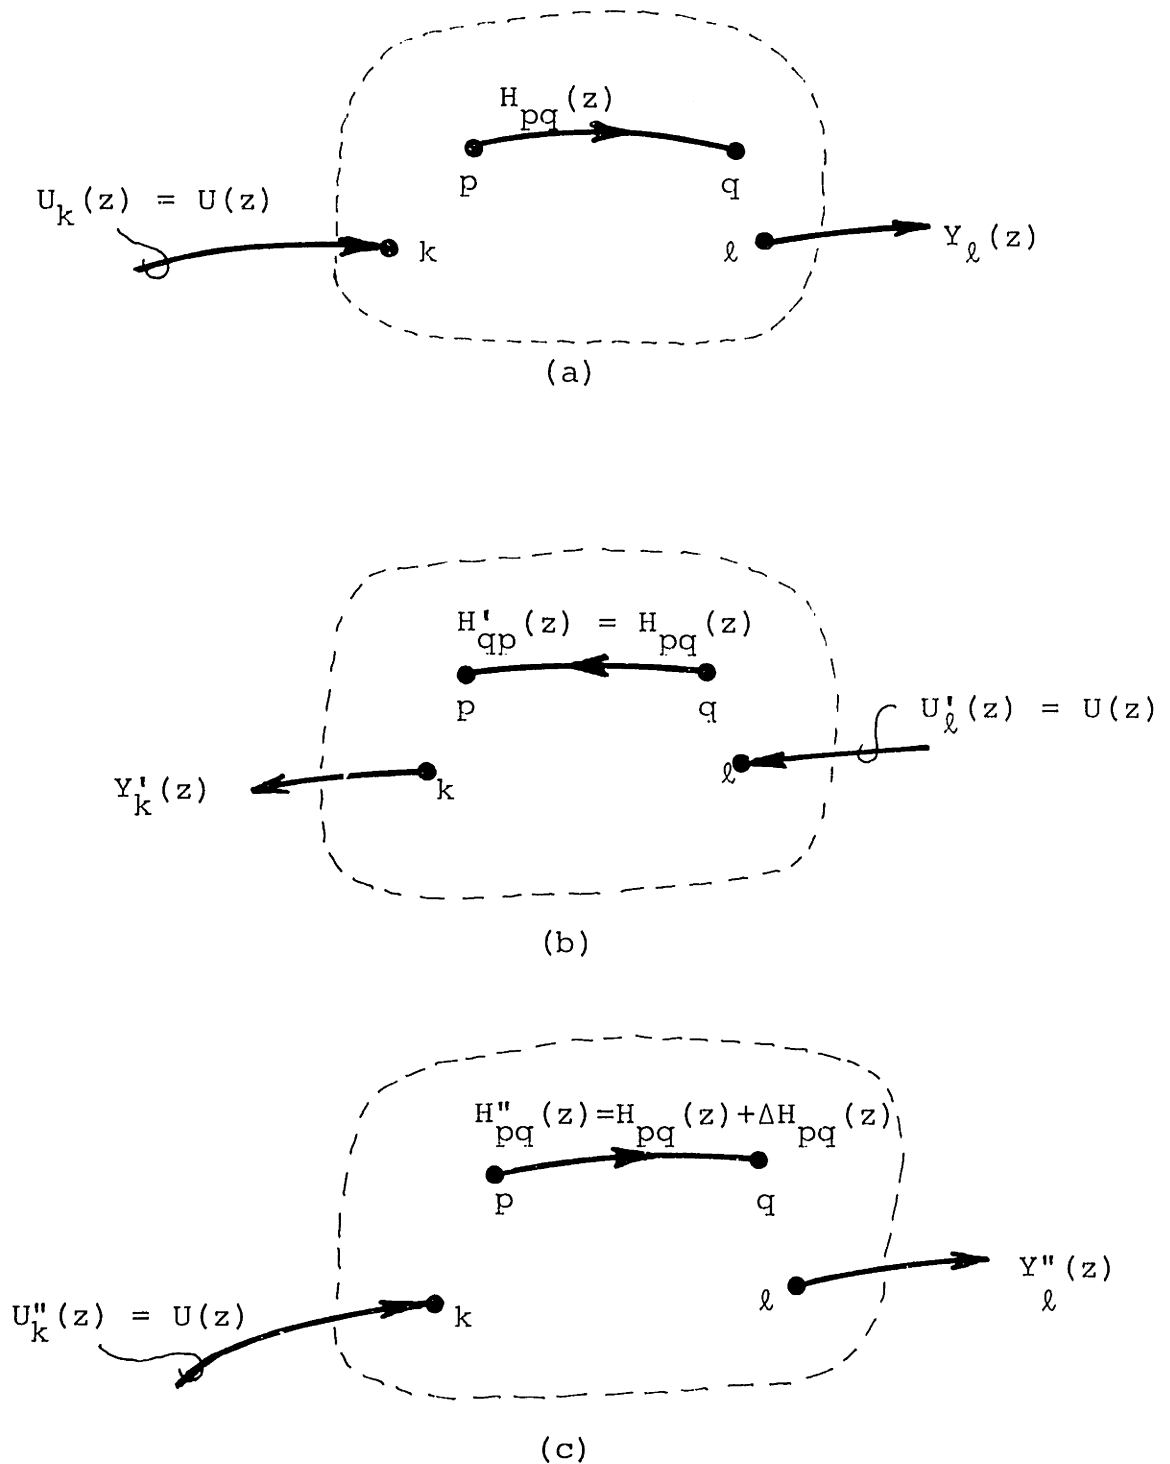 H_pq(z)
p q
U_k(z) = U(z)
k ℓ Y_ℓ(z)
(a)
H'_qp(z) = H_pq(z)
p q
U'_ℓ(z) = U(z)
Y'_k(z) k ℓ
(b)
H"_pq(z)=H_pq(z)+ΔH_pq(z)
p q
U"_k(z) = U(z) k ℓ Y"_ℓ(z)
(c)